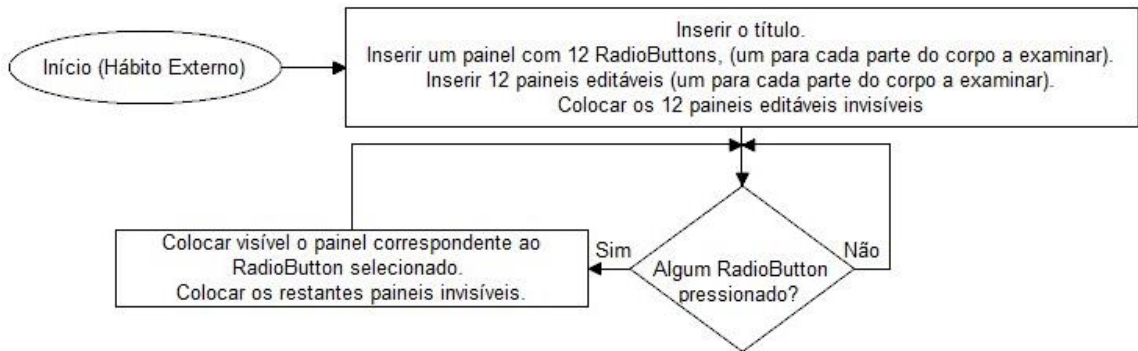 Início (Hábito Externo)
Inserir o título.
Inserir um painel com 12 RadioButtons, (um para cada parte do corpo a examinar).
Inserir 12 paineis editáveis (um para cada parte do corpo a examinar).
Colocar os 12 paineis editáveis invisíveis
Colocar visível o painel correspondente ao
RadioButton selecionado.
Colocar os restantes paineis invisíveis.
Sim
Algum RadioButton
pressionado?
Não